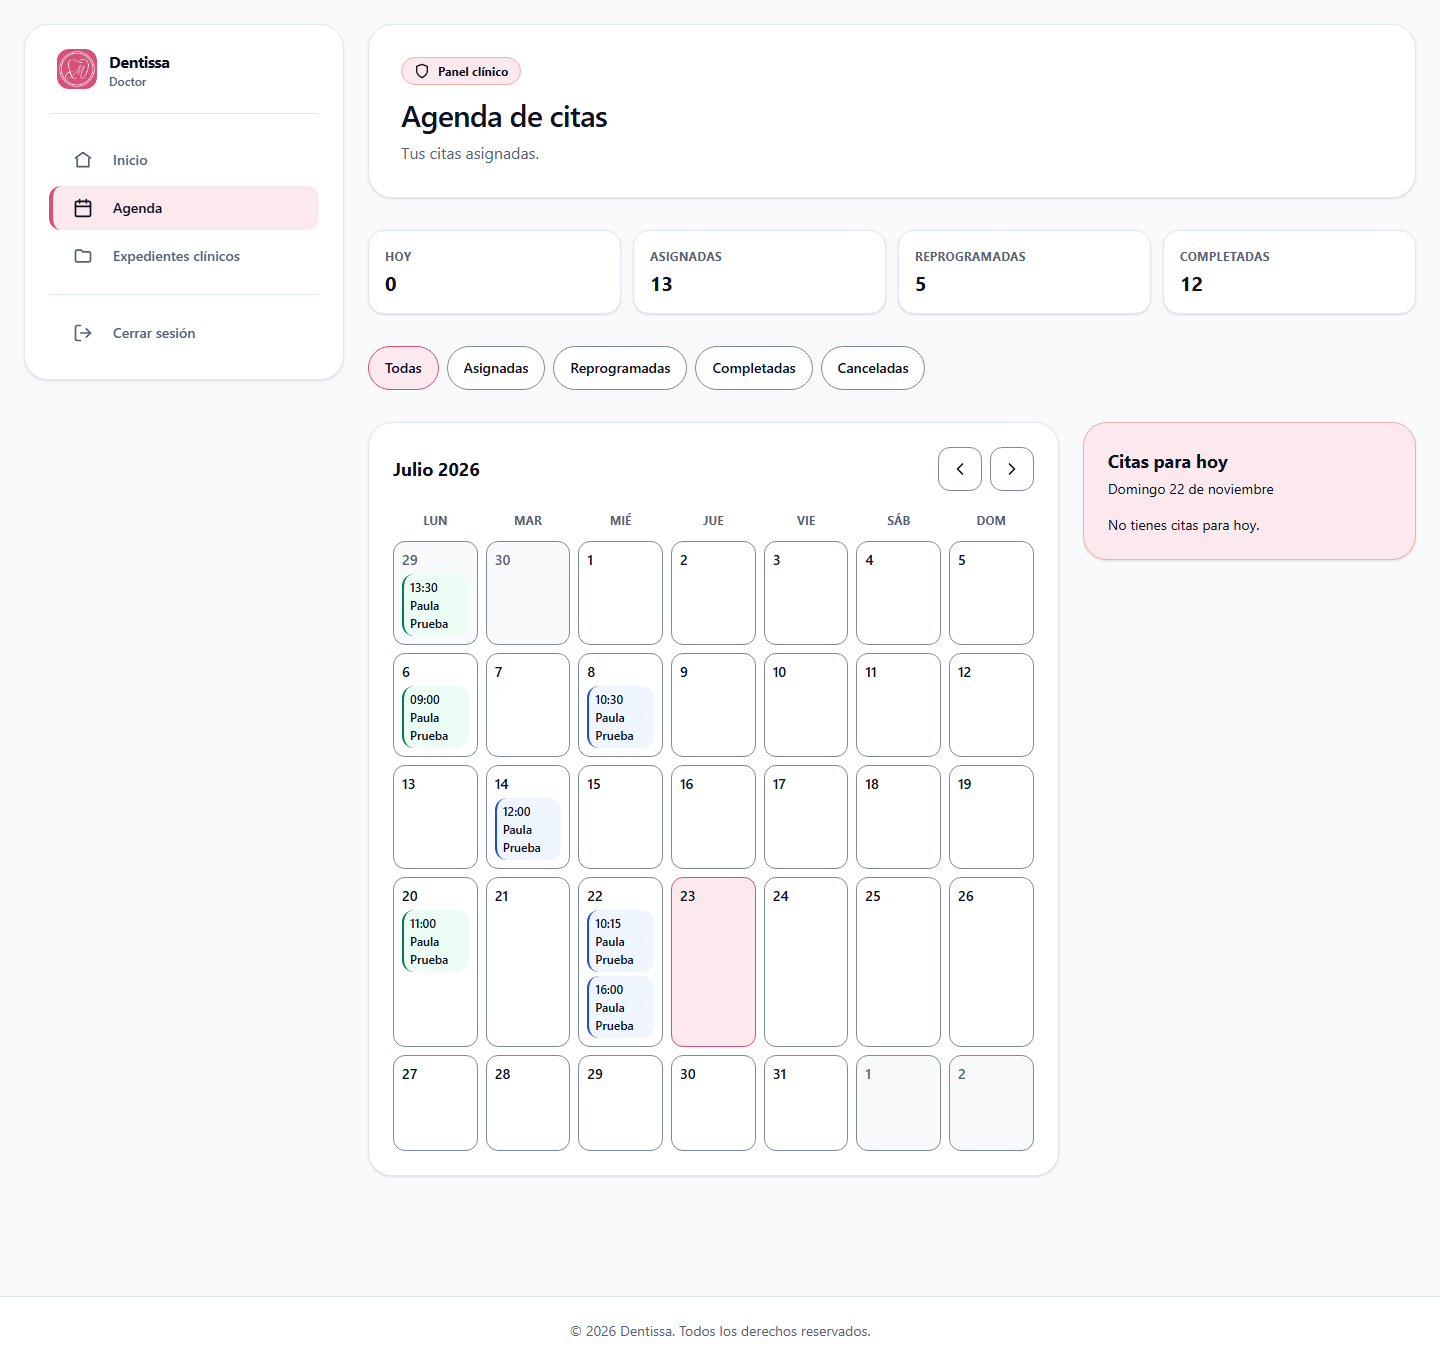 Dentissa
Doctor
Inicio
Agenda
Expedientes clínicos
Cerrar sesión
Panel clínico
Agenda de citas
Tus citas asignadas.
HOY
0
ASIGNADAS
13
REPROGRAMADAS
5
COMPLETADAS
12
Todas
Asignadas
Reprogramadas
Completadas
Canceladas
Julio 2026
LUN MAR MIÉ JUE VIE SÁB DOM
29 30 1 2 3 4 5
13:30
Paula
Prueba
6 7 8 9 10 11 12
09:00
Paula
Prueba
10:30
Paula
Prueba
13 14 15 16 17 18 19
12:00
Paula
Prueba
20 21 22 23 24 25 26
11:00
Paula
Prueba
10:15
Paula
Prueba
16:00
Paula
Prueba
27 28 29 30 31 1 2
Citas para hoy
Domingo 22 de noviembre
No tienes citas para hoy.
© 2026 Dentissa. Todos los derechos reservados.